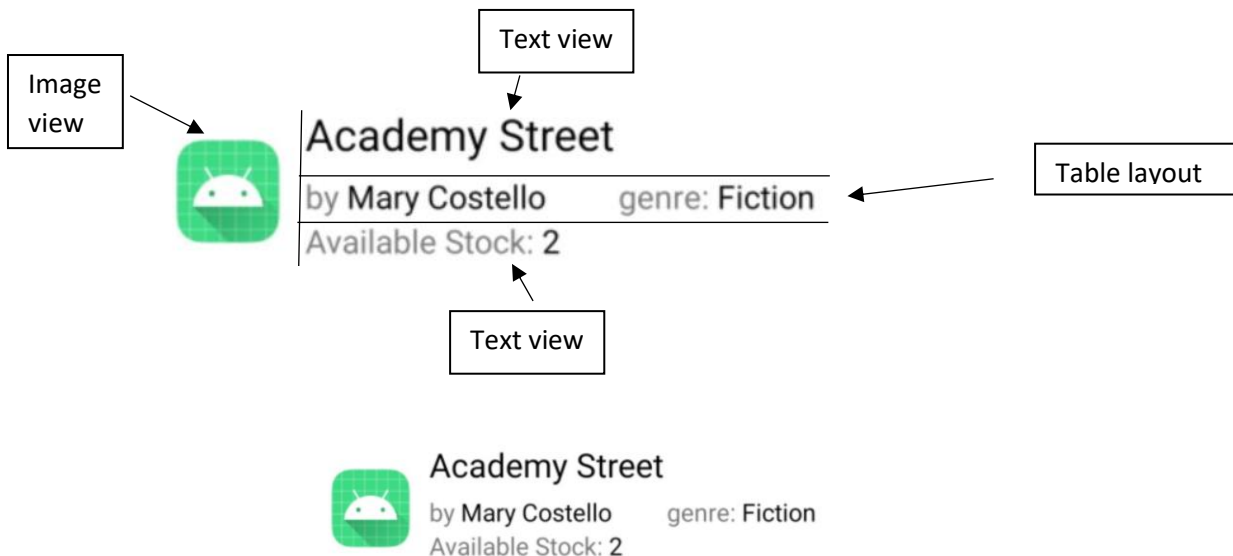 Text view
Image
view
Academy Street
Table layout
by Mary Costello genre: Fiction
Available Stock: 2
Text view
Academy Street
by Mary Costello genre: Fiction
Available Stock: 2